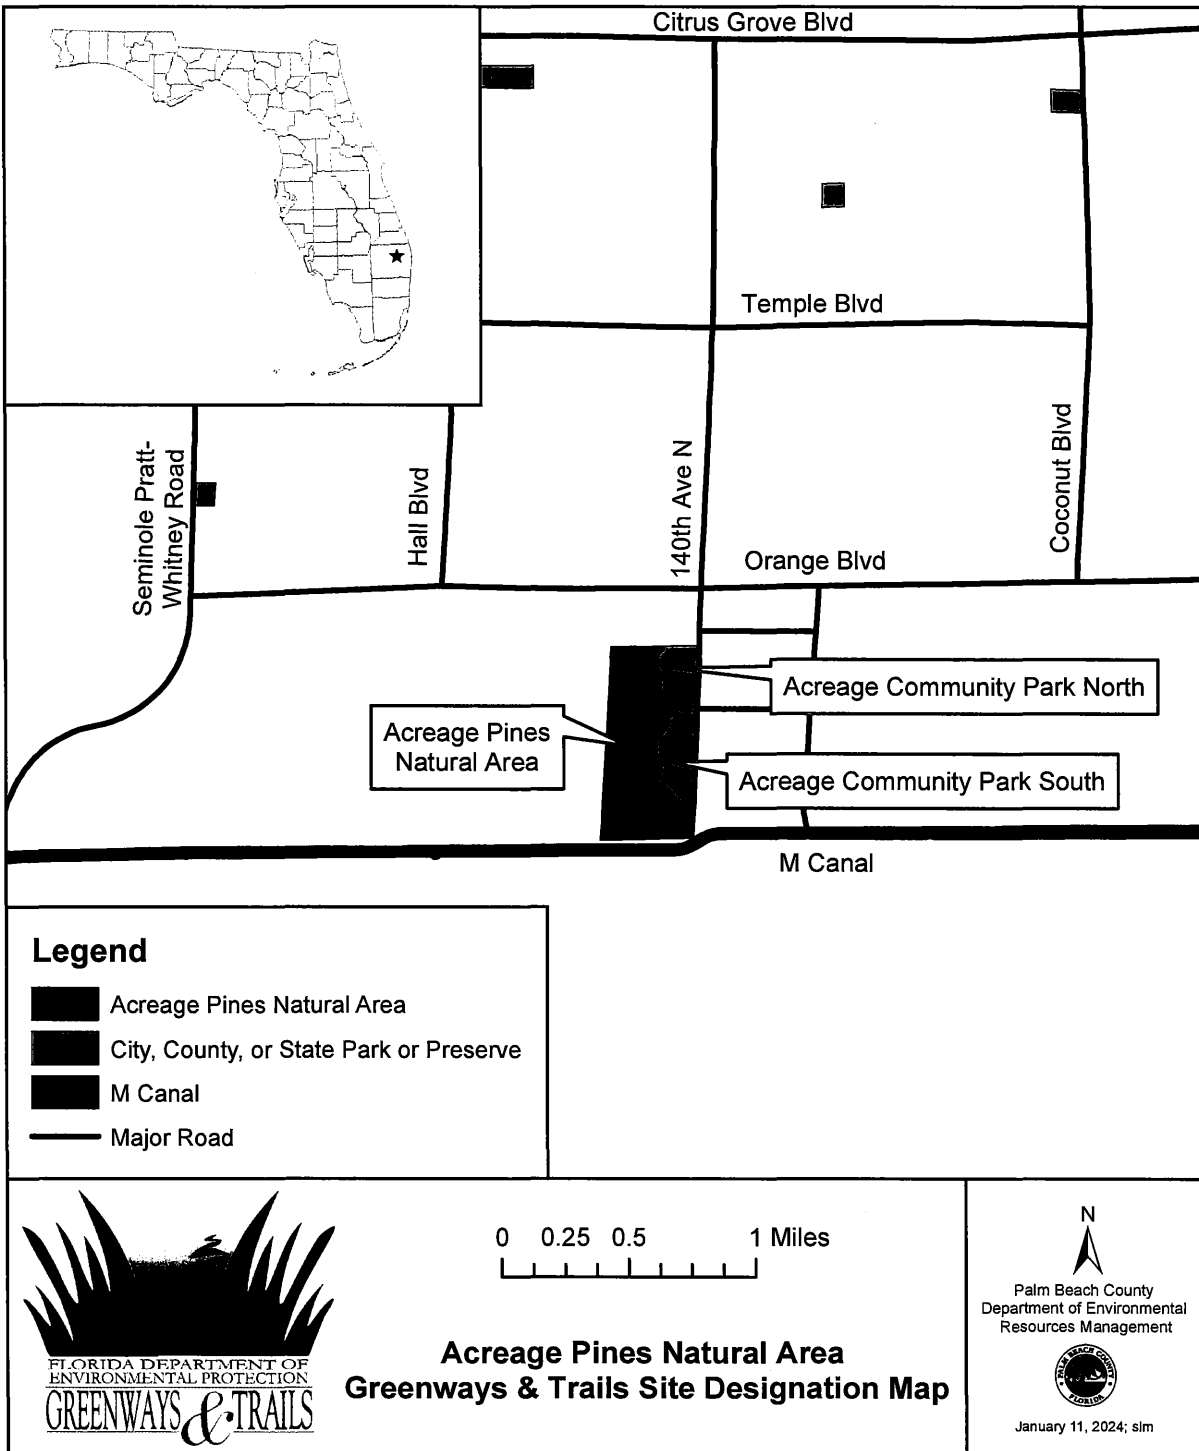 Citrus Grove Blvd
Temple Blvd
Seminole Pratt-
Whitney Road
Hall Blvd
140th Ave N
Coconut Blvd
Orange Blvd
Acreage Community Park North
Acreage Pines
Natural Area
Acreage Community Park South
M Canal
Legend
Acreage Pines Natural Area
City, County, or State Park or Preserve
M Canal
Major Road
FLORIDA DEPARTMENT OF
ENVIRONMENTAL PROTECTION
GREENWAYS & TRAILS
0 0.25 0.5 1 Miles
Acreage Pines Natural Area
Greenways & Trails Site Designation Map
N
Palm Beach County
Department of Environmental
Resources Management
PALM BEACH COUNTY
FLORIDA
January 11, 2024; slm